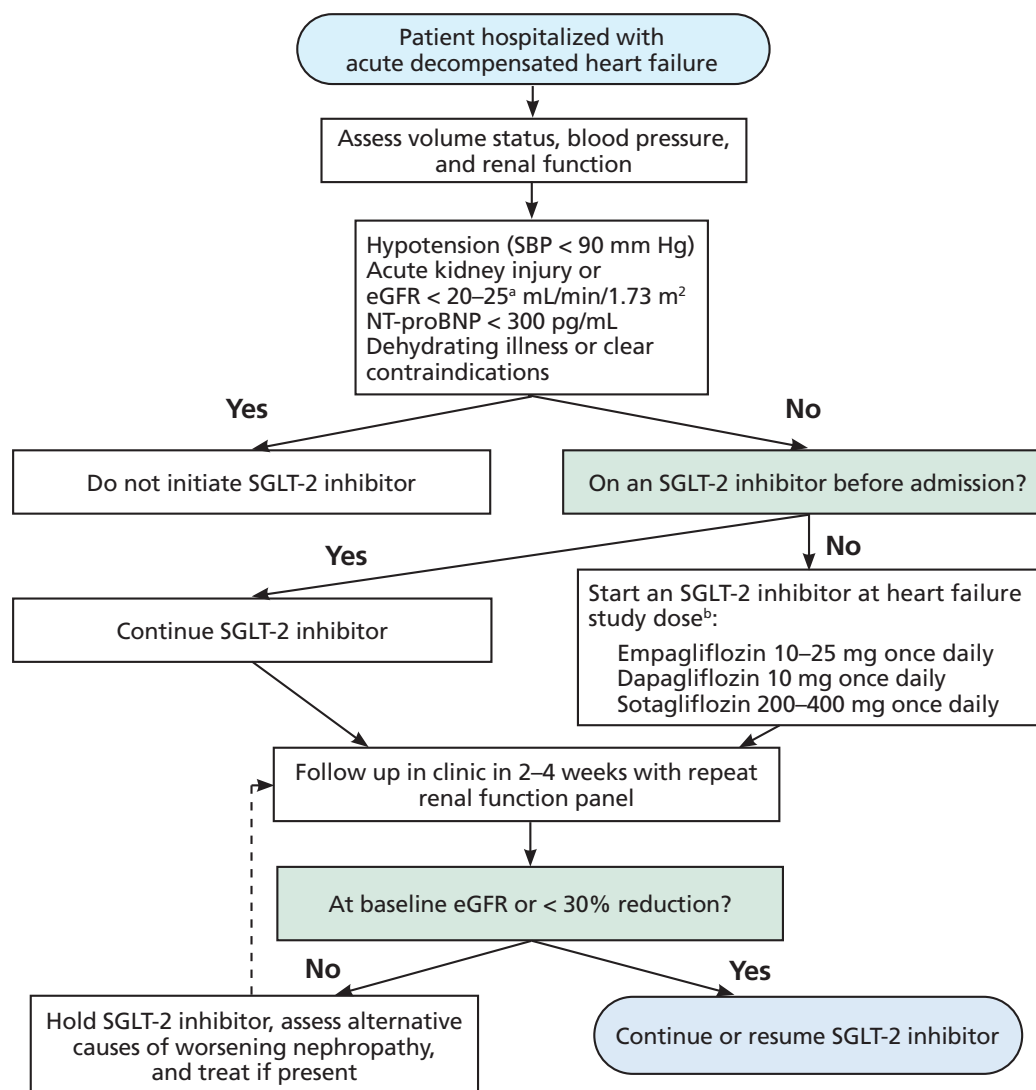 Patient hospitalized with
acute decompensated heart failure
Assess volume status, blood pressure,
and renal function
Hypotension (SBP < 90 mm Hg)
Acute kidney injury or
eGFR < 20–25ᵃ mL/min/1.73 m²
NT-proBNP < 300 pg/mL
Dehydrating illness or clear
contraindications
Yes
No
Do not initiate SGLT-2 inhibitor
On an SGLT-2 inhibitor before admission?
Yes
No
Continue SGLT-2 inhibitor
Start an SGLT-2 inhibitor at heart failure
study doseᵇ:
Empagliflozin 10–25 mg once daily
Dapagliflozin 10 mg once daily
Sotagliflozin 200–400 mg once daily
Follow up in clinic in 2–4 weeks with repeat
renal function panel
At baseline eGFR or < 30% reduction?
No
Yes
Hold SGLT-2 inhibitor, assess alternative
causes of worsening nephropathy,
and treat if present
Continue or resume SGLT-2 inhibitor